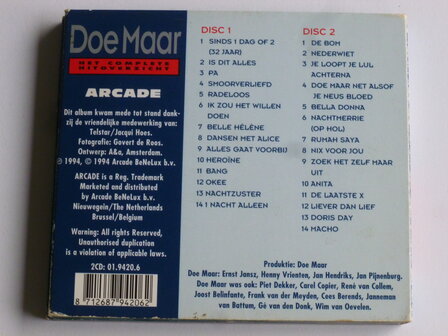 Doe Maar
HET COMPLETE
HITOVERZICHT
ARCADE
Dit album kwam mede tot stand dank-
zij de vriendelijke medewerking van:
Telstar/Jacqui Hoes.
Fotografie: Govert de Roos.
Ontwerp: A&a, Amsterdam.
℗ 1994, © 1994 Arcade BeNeLux b.v.
ARCADE is a Reg. Trademark
Marketed and distributed
by Arcade BeNeLux b.v.
Nieuwegein/The Netherlands
Brussel/Belgium
Warning: All rights reserved,
Unauthorised duplication
is a violation of applicable laws.
2CD: 01.9420.6
8 712687 942062
DISC 1
1 SINDS 1 DAG OF 2
(32 JAAR)
2 IS DIT ALLES
3 PA
4 SMOORVERLIEFD
5 RADELOOS
6 IK ZOU HET WILLEN
DOEN
7 BELLE HÉLÈNE
8 DANSEN MET ALICE
9 ALLES GAAT VOORBIJ
10 HEROÏNE
11 BANG
12 OKEE
13 NACHTZUSTER
14 1 NACHT ALLEEN
DISC 2
1 DE BOM
2 NEDERWIET
3 JE LOOPT JE LUL
ACHTERNA
4 DOE MAAR NET ALSOF
JE NEUS BLOED
5 BELLA DONNA
6 NACHTMERRIE
(OP HOL)
7 RUMAH SAYA
8 NIX VOOR JOU
9 ZOEK HET ZELF MAAR
UIT
10 ANITA
11 DE LAATSTE X
12 LIEVER DAN LIEF
13 DORIS DAY
14 MACHO
Produktie: Doe Maar
Doe Maar: Ernst Jansz, Henny Vrienten, Jan Hendriks, Jan Pijnenburg.
Doe Maar was ook: Piet Dekker, Carel Copier, René van Collem,
Joost Belinfante, Frank van der Meyden, Cees Berends, Janneman
van Battum, Gé van den Donk, Wim van Oevelen.